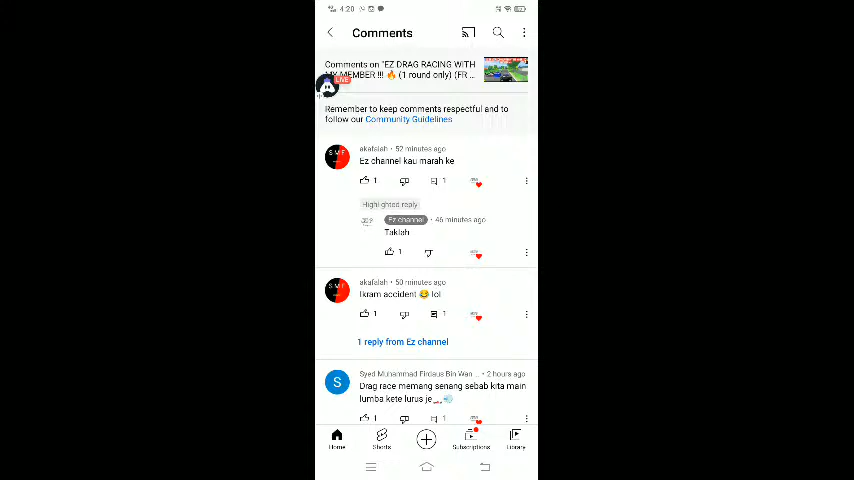 4:20
Comments
Comments on "EZ DRAG RACING WITH
MY MEMBER !!! 🔥 (1 round only) (FR ...
LIVE
Remember to keep comments respectful and to
follow our Community Guidelines
SMF
akafalah • 52 minutes ago
Ez channel kau marah ke
1 1
Highlighted reply
Ez channel • 46 minutes ago
Taklah
1
SMF
akafalah • 50 minutes ago
Ikram accident 😂 lol
1 1
1 reply from Ez channel
S
Syed Muhammad Firdaus Bin Wan ... • 2 hours ago
Drag race memang senang sebab kita main
lumba kete lurus je🏎️💨
1 1
Home Shorts Subscriptions Library